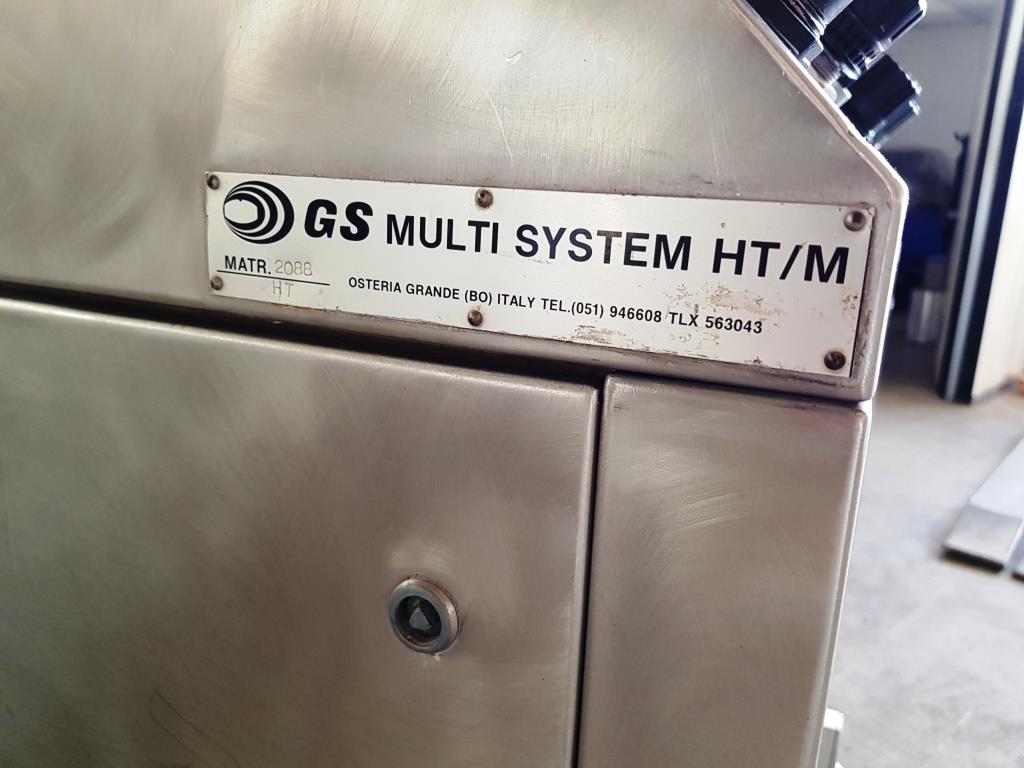 GS MULTI SYSTEM HT/M
MATR. 2088
HT
OSTERIA GRANDE (BO) ITALY TEL.(051) 946608 TLX 563043